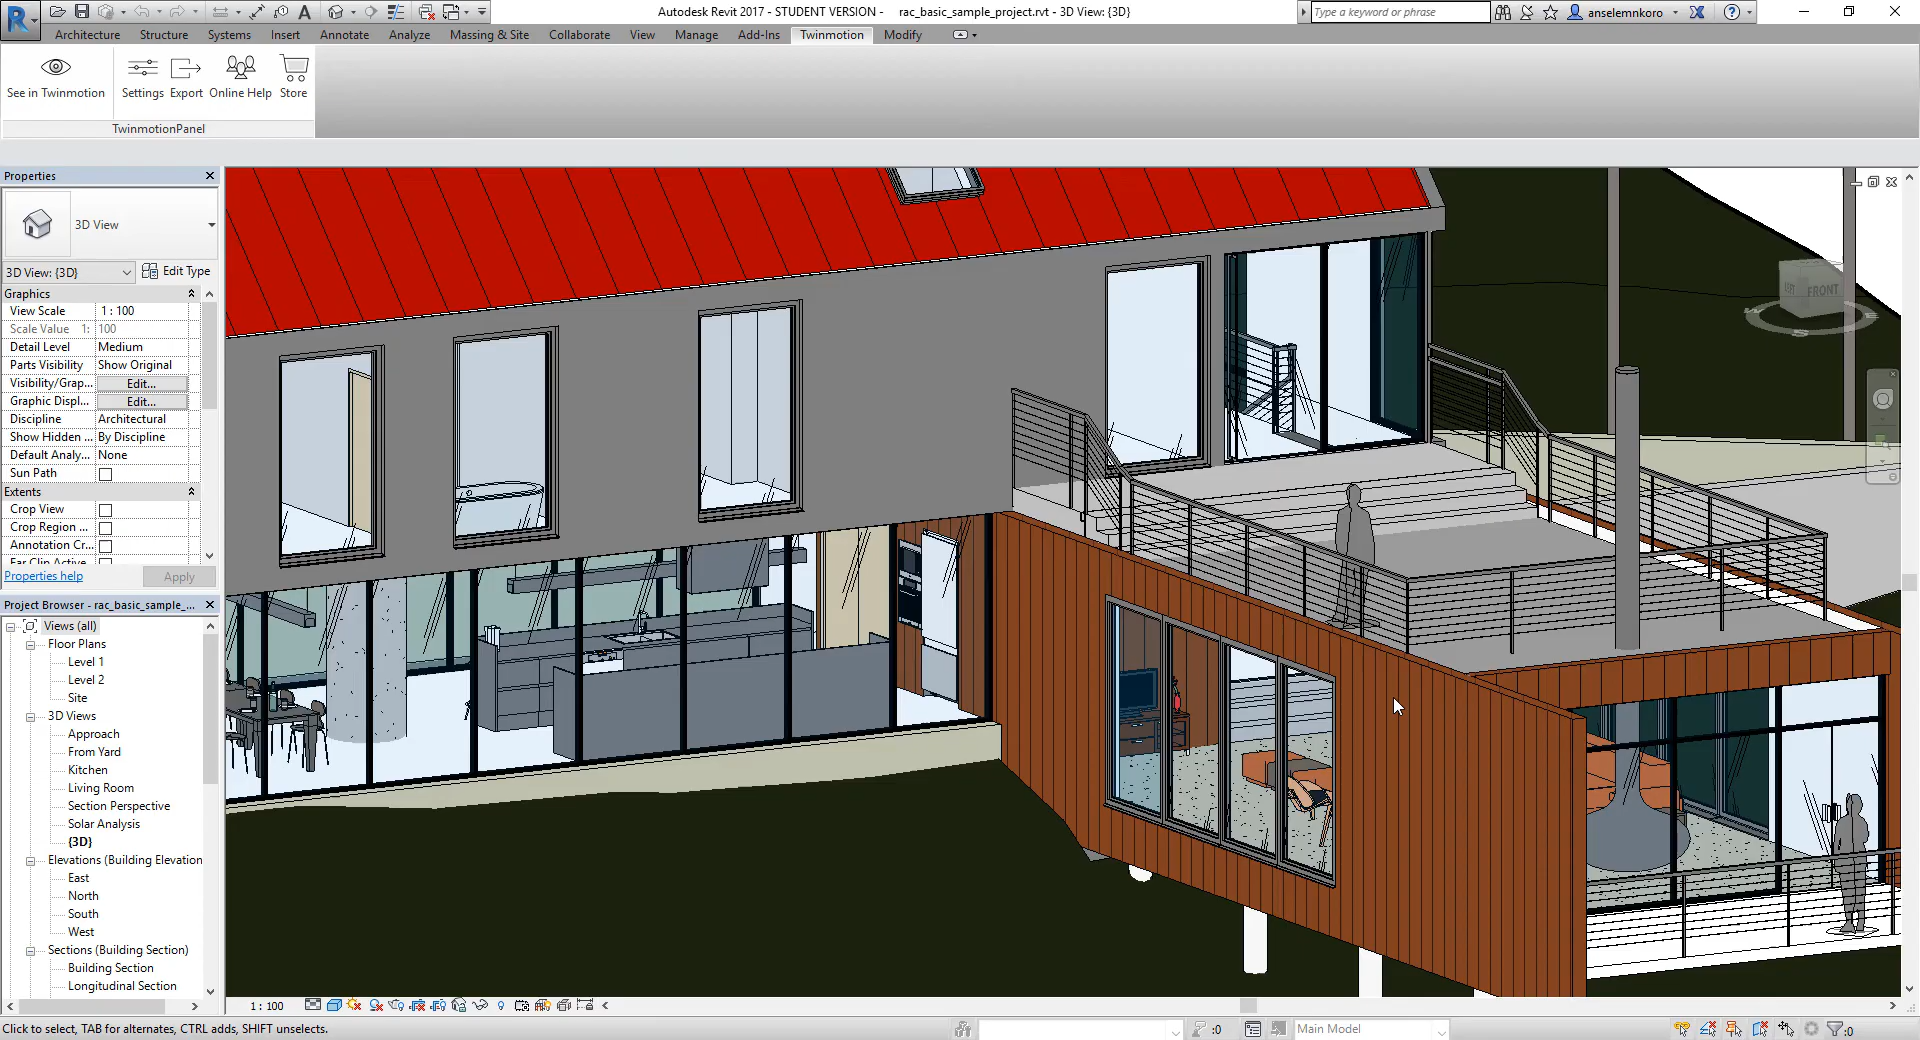 Autodesk Revit 2017 - STUDENT VERSION - rac_basic_sample_project.rvt - 3D View: {3D}
Type a keyword or phrase
anselemnkoro
Architecture Structure Systems Insert Annotate Analyze Massing & Site Collaborate View Manage Add-Ins Twinmotion Modify
See in Twinmotion Settings Export Online Help Store
TwinmotionPanel
Properties
3D View
3D View: {3D} Edit Type
Graphics
View Scale 1 : 100
Scale Value 1: 100
Detail Level Medium
Parts Visibility Show Original
Visibility/Grap... Edit...
Graphic Displ... Edit...
Discipline Architectural
Show Hidden ... By Discipline
Default Analy... None
Sun Path
Extents
Crop View
Crop Region ...
Annotation Cr...
Far Clip Active
Properties help Apply
Project Browser - rac_basic_sample_...
Views (all)
Floor Plans
Level 1
Level 2
Site
3D Views
Approach
From Yard
Kitchen
Living Room
Section Perspective
Solar Analysis
{3D}
Elevations (Building Elevation
East
North
South
West
Sections (Building Section)
Building Section
Longitudinal Section
LEFT FRONT
W S E
1 : 100
Click to select, TAB for alternates, CTRL adds, SHIFT unselects.
:0
Main Model
:0